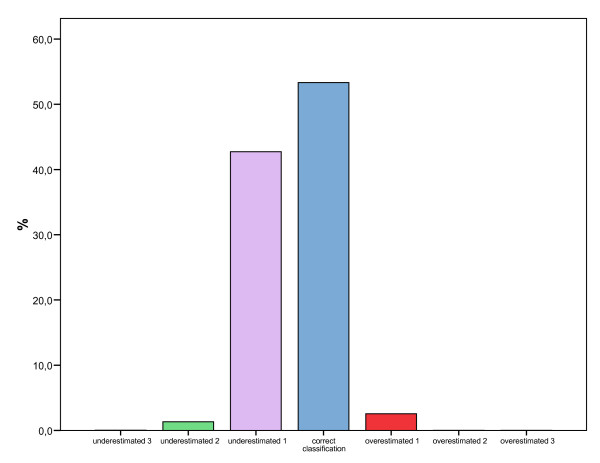 60,0
50,0
40,0
30,0
20,0
10,0
0,0
%
underestimated 3
underestimated 2
underestimated 1
correct
classification
overestimated 1
overestimated 2
overestimated 3